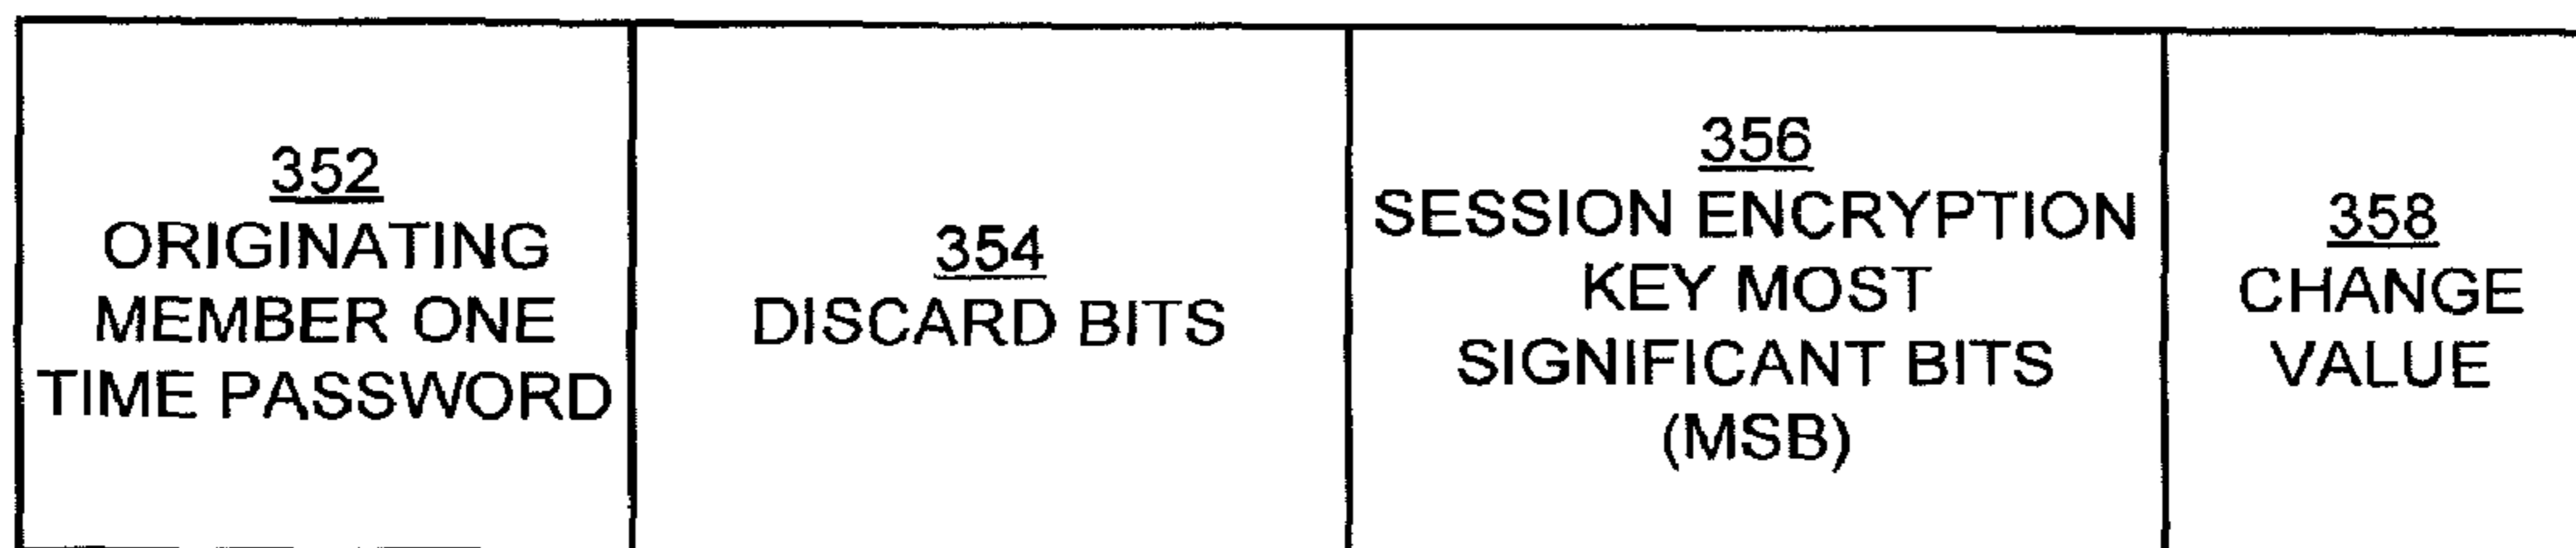 352
ORIGINATING
MEMBER ONE
TIME PASSWORD
354
DISCARD BITS
356
SESSION ENCRYPTION
KEY MOST
SIGNIFICANT BITS
(MSB)
358
CHANGE
VALUE